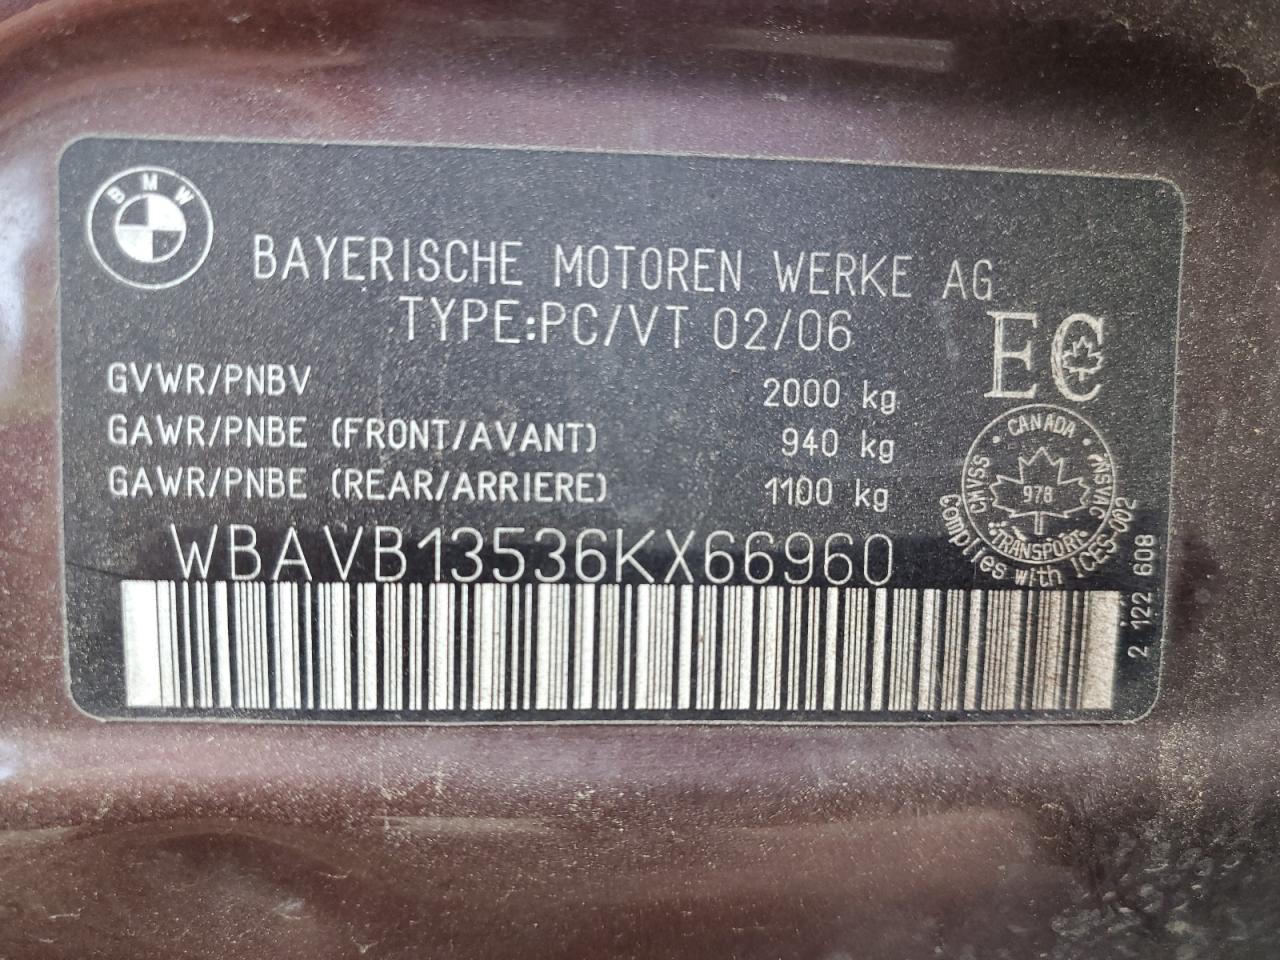 BMW
BAYERISCHE MOTOREN WERKE AG
TYPE:PC/VT 02/06
GVWR/PNBV 2000 kg
GAWR/PNBE (FRONT/AVANT) 940 kg
GAWR/PNBE (REAR/ARRIERE) 1100 kg
WBAVB13536KX66960
EC
CANADA
CMVSS
NSVAC
978
TRANSPORT
Complies with ICES-002
2 122 608